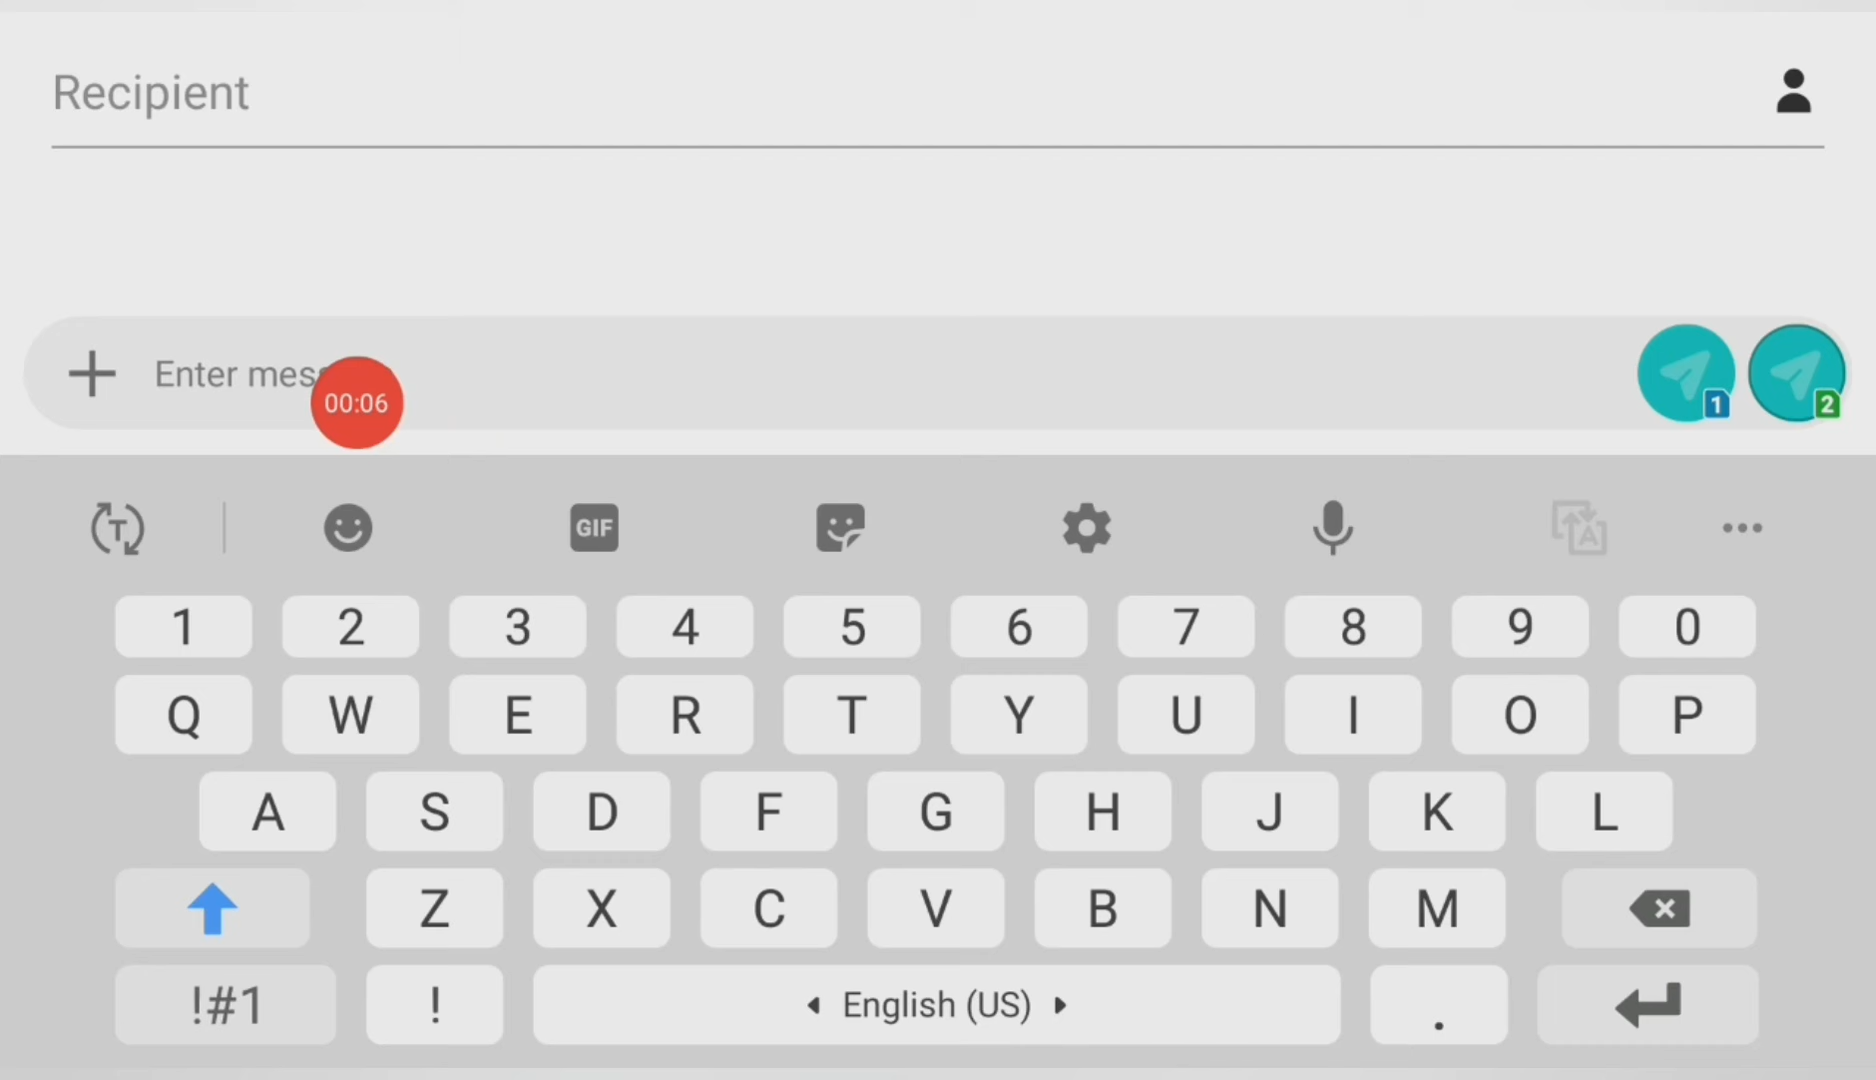 Recipient
Enter mess
00:06
1
2
T
GIF
A
1 2 3 4 5 6 7 8 9 0
Q W E R T Y U I O P
A S D F G H J K L
Z X C V B N M
!#1 ! English (US) .